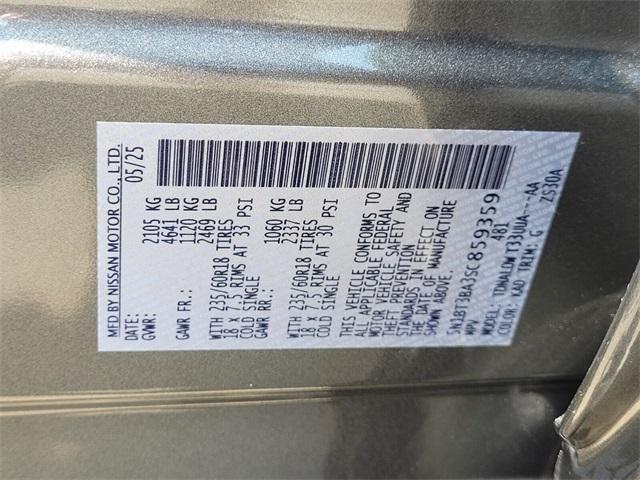 MFD BY NISSAN MOTOR CO., LTD.
DATE: 05/25
GVWR: 2105 KG
4641 LB
GAWR FR.: 1120 KG
2469 LB
WITH 235/60R18 TIRES
18 X 7.5 RIMS AT 33 PSI
COLD SINGLE
GAWR RR.: 1060 KG
2337 LB
WITH 235/60R18 TIRES
18 X 7.5 RIMS AT 30 PSI
COLD SINGLE
THIS VEHICLE CONFORMS TO
ALL APPLICABLE FEDERAL
MOTOR VEHICLE SAFETY AND
THEFT PREVENTION
STANDARDS IN EFFECT ON
THE DATE OF MANUFACTURE
SHOWN ABOVE.
5N1BT3BA3SC859359
MPV 481
MODEL: TDNALDWT33UUA---AA
COLOR: KAD TRIM: G ZS30A